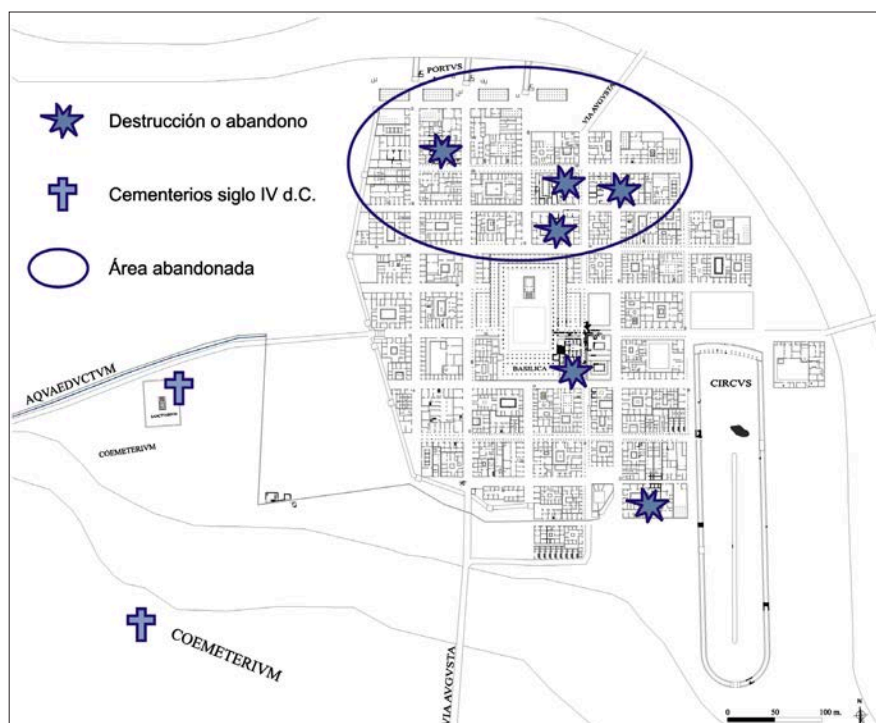 Destrucción o abandono
Cementerios siglo IV d.C.
Área abandonada
PORTVS
VIA AVGVSTA
AQVAEDVCTVM
COEMETERIVM
BASILICA
CIRCVS
COEMETERIVM
VIA AVGVSTA
N
0 50 100 m.